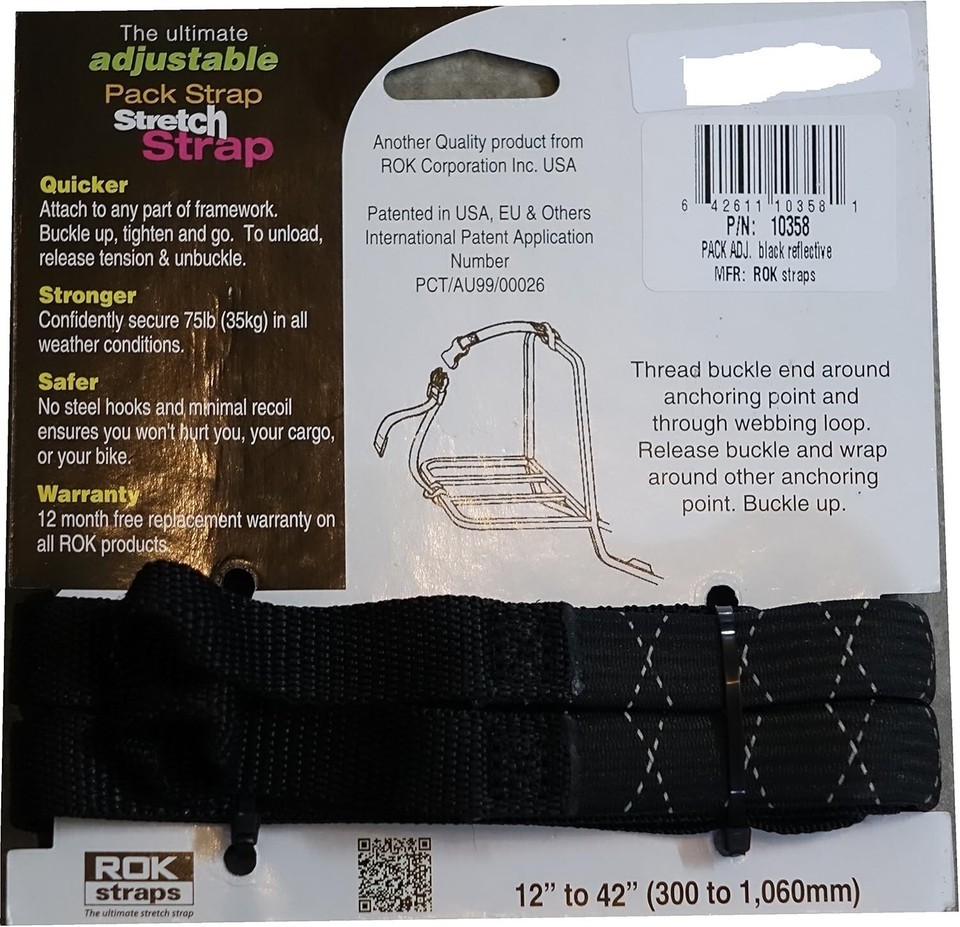 The ultimate
adjustable
Pack Strap
Stretch
Strap
Quicker
Attach to any part of framework.
Buckle up, tighten and go. To unload,
release tension & unbuckle.
Stronger
Confidently secure 75lb (35kg) in all
weather conditions.
Safer
No steel hooks and minimal recoil
ensures you won't hurt you, your cargo,
or your bike.
Warranty
12 month free replacement warranty on
all ROK products.
Another Quality product from
ROK Corporation Inc. USA
Patented in USA, EU & Others
International Patent Application
Number
PCT/AU99/00026
6 42611 10358 1
P/N: 10358
PACK ADJ. black reflective
MFR: ROK straps
Thread buckle end around
anchoring point and
through webbing loop.
Release buckle and wrap
around other anchoring
point. Buckle up.
ROK
straps
The ultimate stretch strap
12” to 42” (300 to 1,060mm)